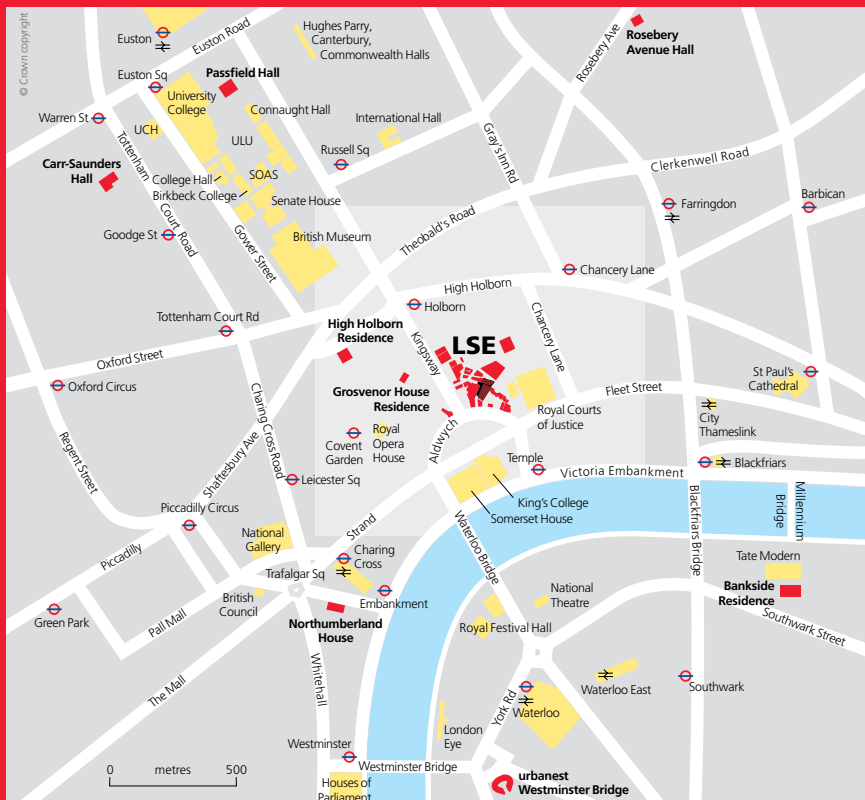 © Crown copyright
Euston
Euston Road
Hughes Parry,
Canterbury,
Commonwealth Halls
Rosebery Ave
Rosebery
Avenue Hall
Euston Sq
Passfield Hall
University
College
Connaught Hall
Warren St
UCH
International Hall
ULU
Gray's Inn Rd
Russell Sq
Tottenham
Court Road
Carr-Saunders
Hall
College Hall
SOAS
Birkbeck College
Senate House
Clerkenwell Road
Barbican
Farringdon
Theobald's Road
Goodge St
Gower Street
British Museum
Chancery Lane
High Holborn
Holborn
Tottenham Court Rd
High Holborn
Residence
Kingsway
LSE
Chancery Lane
Oxford Street
Oxford Circus
Grosvenor House
Residence
St Paul's
Cathedral
Fleet Street
Royal Courts
of Justice
City
Thameslink
Charing Cross Road
Regent Street
Shaftesbury Ave
Covent
Garden
Royal
Opera
House
Aldwych
Temple
Victoria Embankment
Blackfriars
Leicester Sq
King's College
Somerset House
Millennium
Bridge
Blackfriars Bridge
Piccadilly Circus
Strand
Waterloo Bridge
National
Gallery
Piccadilly
Charing
Cross
Trafalgar Sq
Tate Modern
Bankside
Residence
British
Council
Embankment
National
Theatre
Green Park
Pall Mall
Northumberland
House
Royal Festival Hall
Southwark Street
The Mall
Whitehall
Waterloo East
Southwark
York Rd
Waterloo
London
Eye
Westminster
Westminster Bridge
0 metres 500
Houses of
Parliament
urbanest
Westminster Bridge